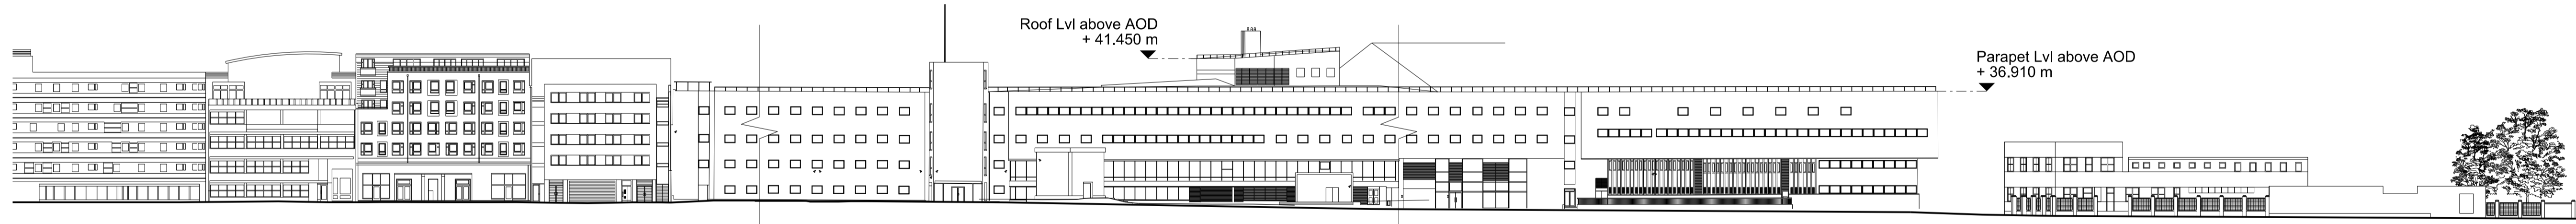 Roof Lvl above AOD
+ 41.450 m
Parapet Lvl above AOD
+ 36.910 m